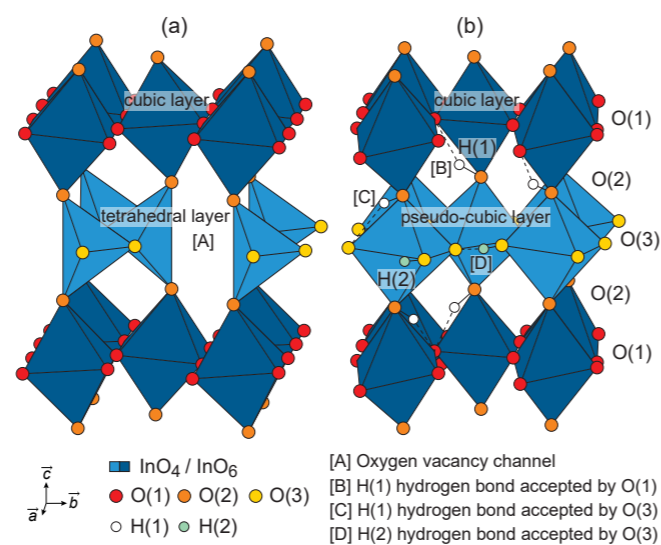 (a)
(b)
cubic layer
cubic layer
O(1)
H(1)
[B]
O(2)
[C]
tetrahedral layer
pseudo-cubic layer
[A]
O(3)
[D]
H(2)
O(2)
O(1)
InO4 / InO6
[A] Oxygen vacancy channel
c
O(1) O(2) O(3)
[B] H(1) hydrogen bond accepted by O(1)
a b
[C] H(1) hydrogen bond accepted by O(3)
H(1) H(2)
[D] H(2) hydrogen bond accepted by O(3)